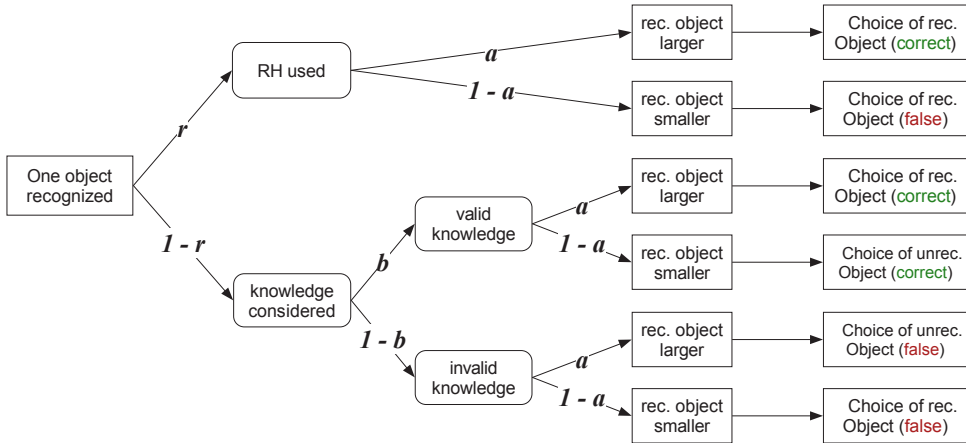 One object
recognized
r
1 - r
RH used
a
1 - a
rec. object
larger
Choice of rec.
Object (correct)
rec. object
smaller
Choice of rec.
Object (false)
knowledge
considered
b
1 - b
valid
knowledge
a
1 - a
rec. object
larger
Choice of rec.
Object (correct)
rec. object
smaller
Choice of unrec.
Object (correct)
invalid
knowledge
a
1 - a
rec. object
larger
Choice of unrec.
Object (false)
rec. object
smaller
Choice of rec.
Object (false)